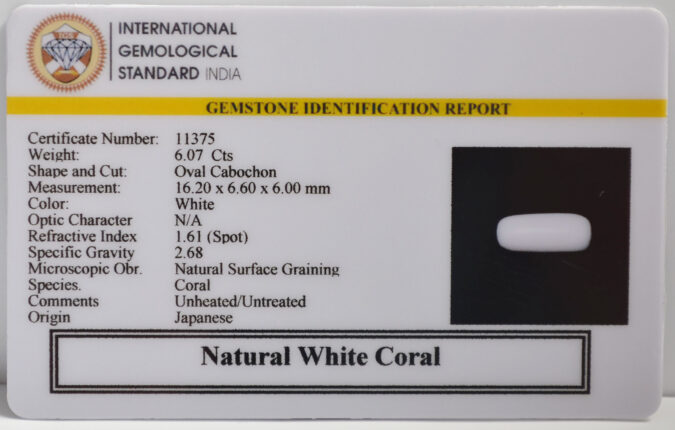 IGS
INTERNATIONAL
GEMOLOGICAL
STANDARD INDIA
GEMSTONE IDENTIFICATION REPORT
Certificate Number: 11375
Weight: 6.07 Cts
Shape and Cut: Oval Cabochon
Measurement: 16.20 x 6.60 x 6.00 mm
Color: White
Optic Character N/A
Refractive Index 1.61 (Spot)
Specific Gravity 2.68
Microscopic Obr. Natural Surface Graining
Species. Coral
Comments Unheated/Untreated
Origin Japanese
Natural White Coral